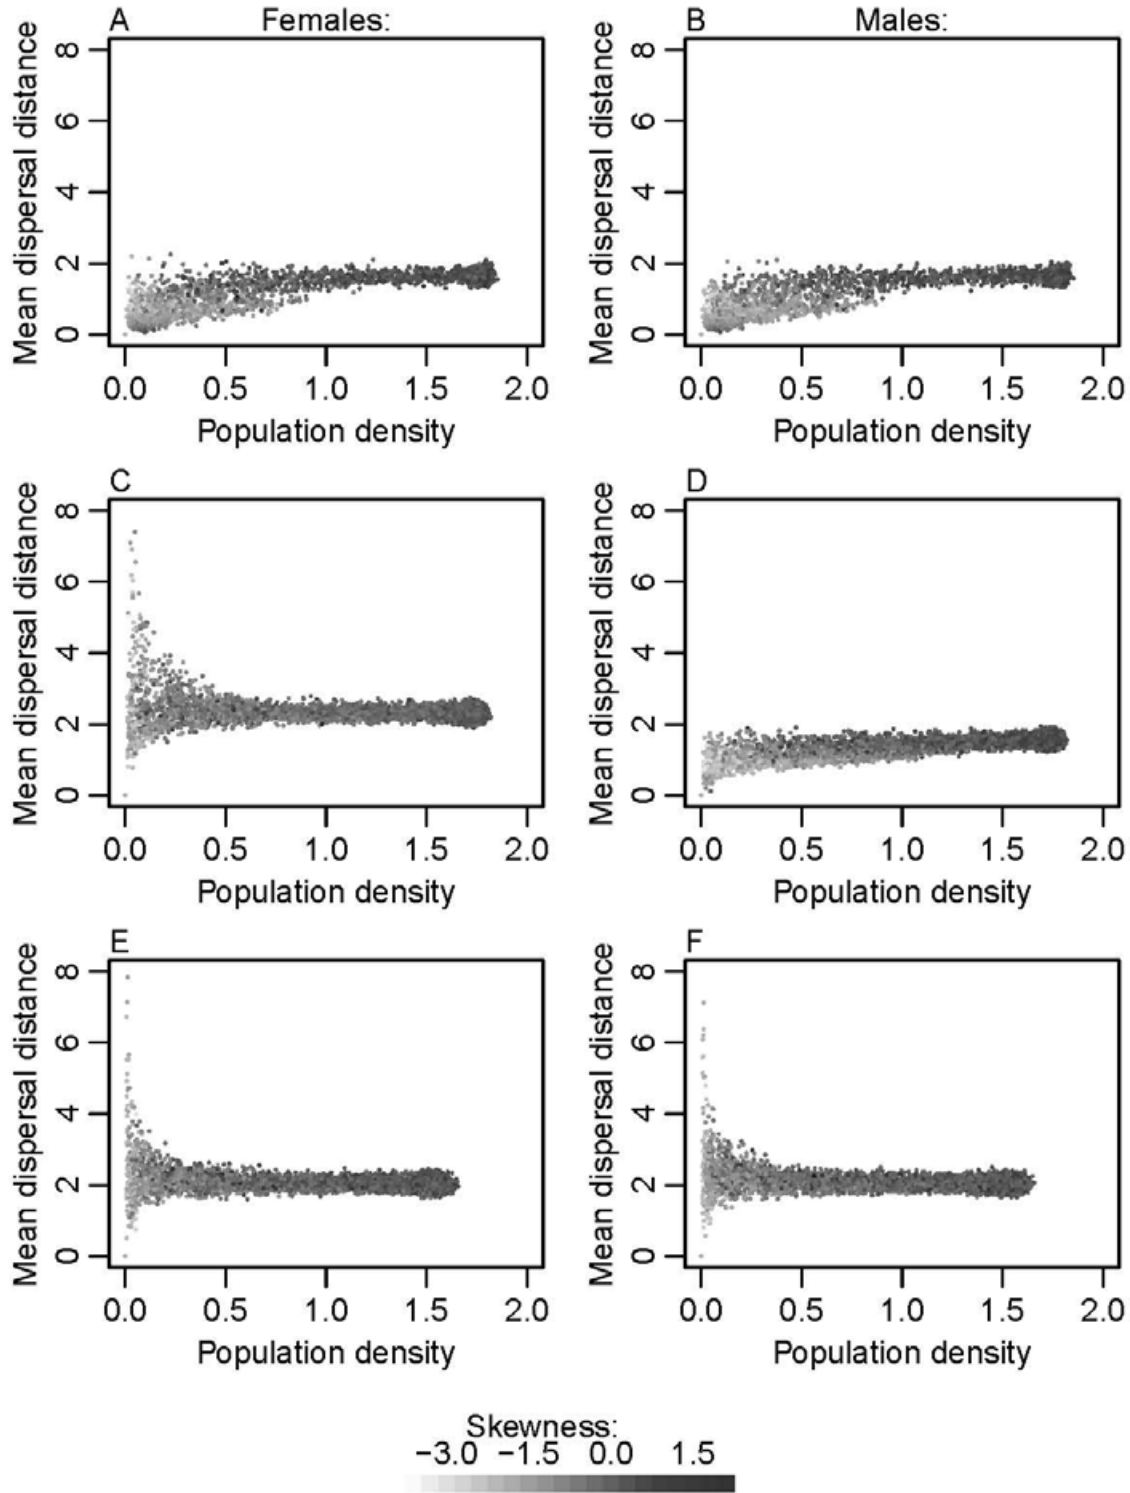 A Females:
B Males:
Mean dispersal distance
8
6
4
2
0
0.0 0.5 1.0 1.5 2.0
Population density
Mean dispersal distance
8
6
4
2
0
0.0 0.5 1.0 1.5 2.0
Population density
C
Mean dispersal distance
8
6
4
2
0
0.0 0.5 1.0 1.5 2.0
Population density
D
Mean dispersal distance
8
6
4
2
0
0.0 0.5 1.0 1.5 2.0
Population density
E
Mean dispersal distance
8
6
4
2
0
0.0 0.5 1.0 1.5 2.0
Population density
F
Mean dispersal distance
8
6
4
2
0
0.0 0.5 1.0 1.5 2.0
Population density
Skewness:
−3.0 −1.5 0.0 1.5